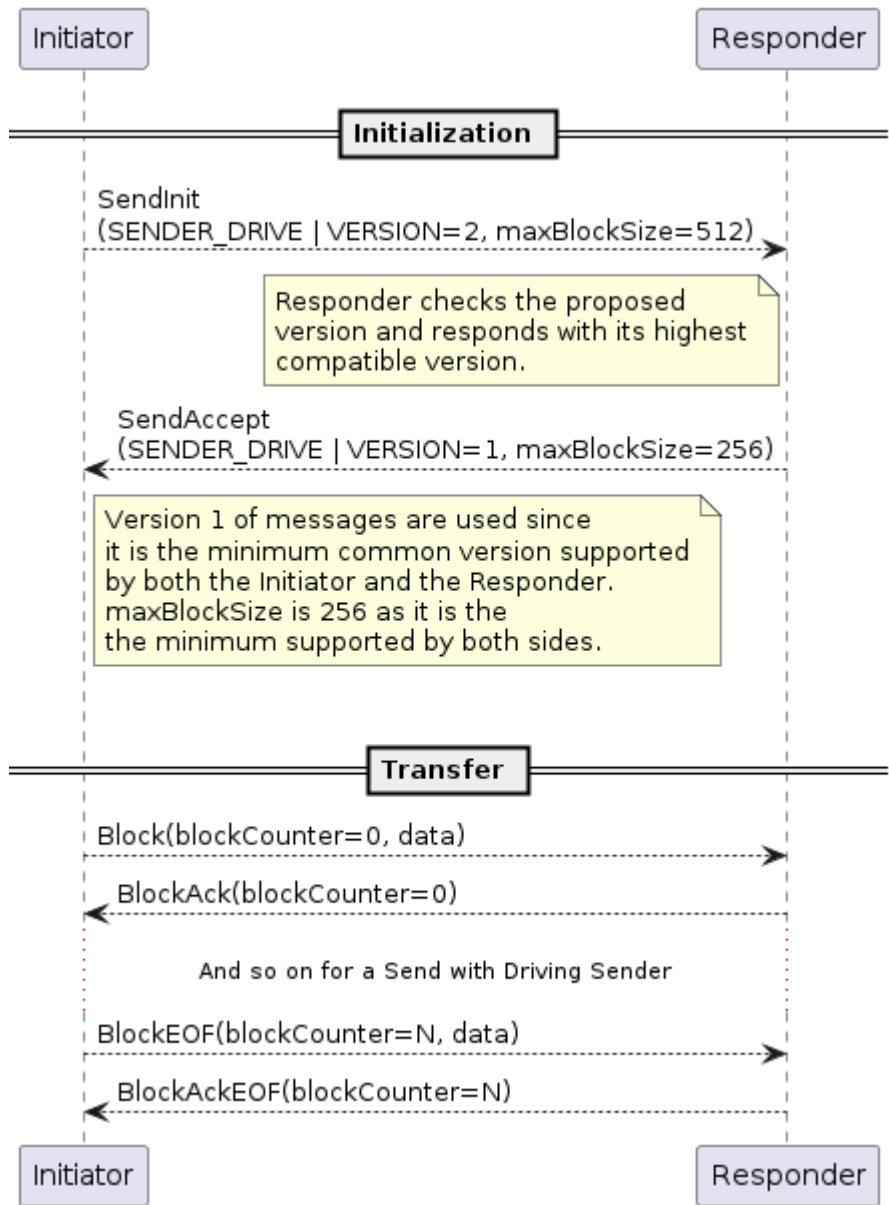 Initiator
Responder
Initialization
SendInit
(SENDER_DRIVE | VERSION=2, maxBlockSize=512)
Responder checks the proposed
version and responds with its highest
compatible version.
SendAccept
(SENDER_DRIVE | VERSION=1, maxBlockSize=256)
Version 1 of messages are used since
it is the minimum common version supported
by both the Initiator and the Responder.
maxBlockSize is 256 as it is the
the minimum supported by both sides.
Transfer
Block(blockCounter=0, data)
BlockAck(blockCounter=0)
And so on for a Send with Driving Sender
BlockEOF(blockCounter=N, data)
BlockAckEOF(blockCounter=N)
Initiator
Responder